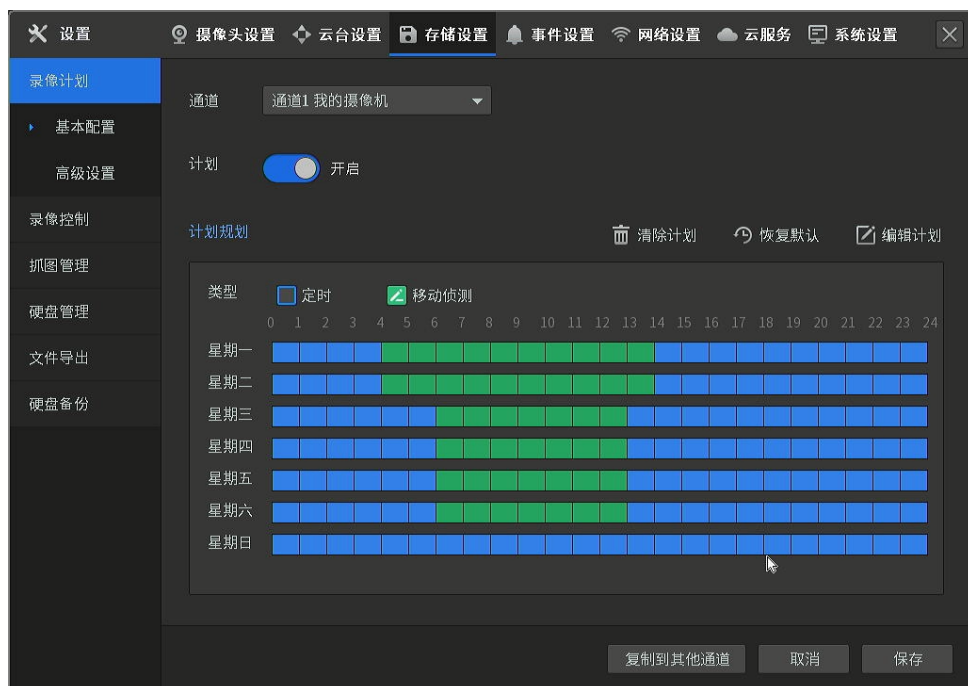 设置 摄像头设置 云台设置 存储设置 事件设置 网络设置 云服务 系统设置
录像计划
基本配置
高级设置
录像控制
抓图管理
硬盘管理
文件导出
硬盘备份
通道 通道1 我的摄像机
计划 开启
计划规划 清除计划 恢复默认 编辑计划
类型 定时 移动侦测
0 1 2 3 4 5 6 7 8 9 10 11 12 13 14 15 16 17 18 19 20 21 22 23 24
星期一
星期二
星期三
星期四
星期五
星期六
星期日
复制到其他通道 取消 保存